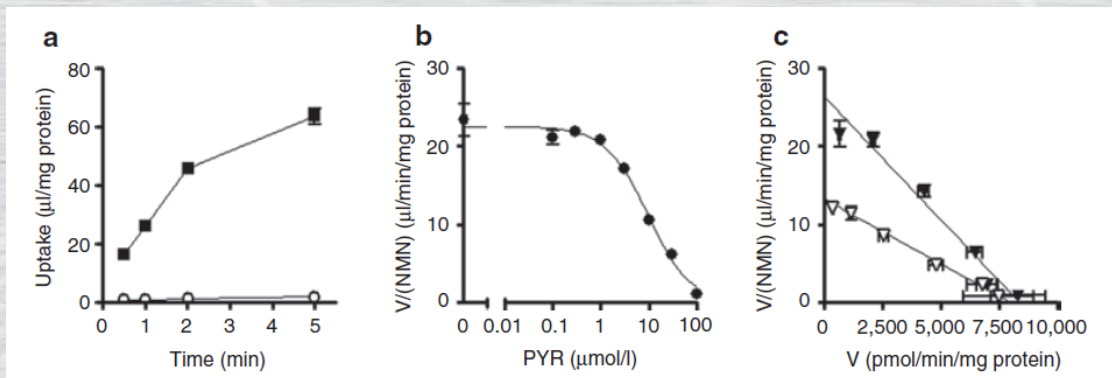 a
b
c
Uptake (µl/mg protein)
80
60
40
20
0
0 1 2 3 4 5
Time (min)
V/(NMN) (µl/min/mg protein)
30
20
10
0
0 0.01 0.1 1 10 100
PYR (µmol/l)
V/(NMN) (µl/min/mg protein)
30
20
10
0
0 2,500 5,000 7,500 10,000
V (pmol/min/mg protein)